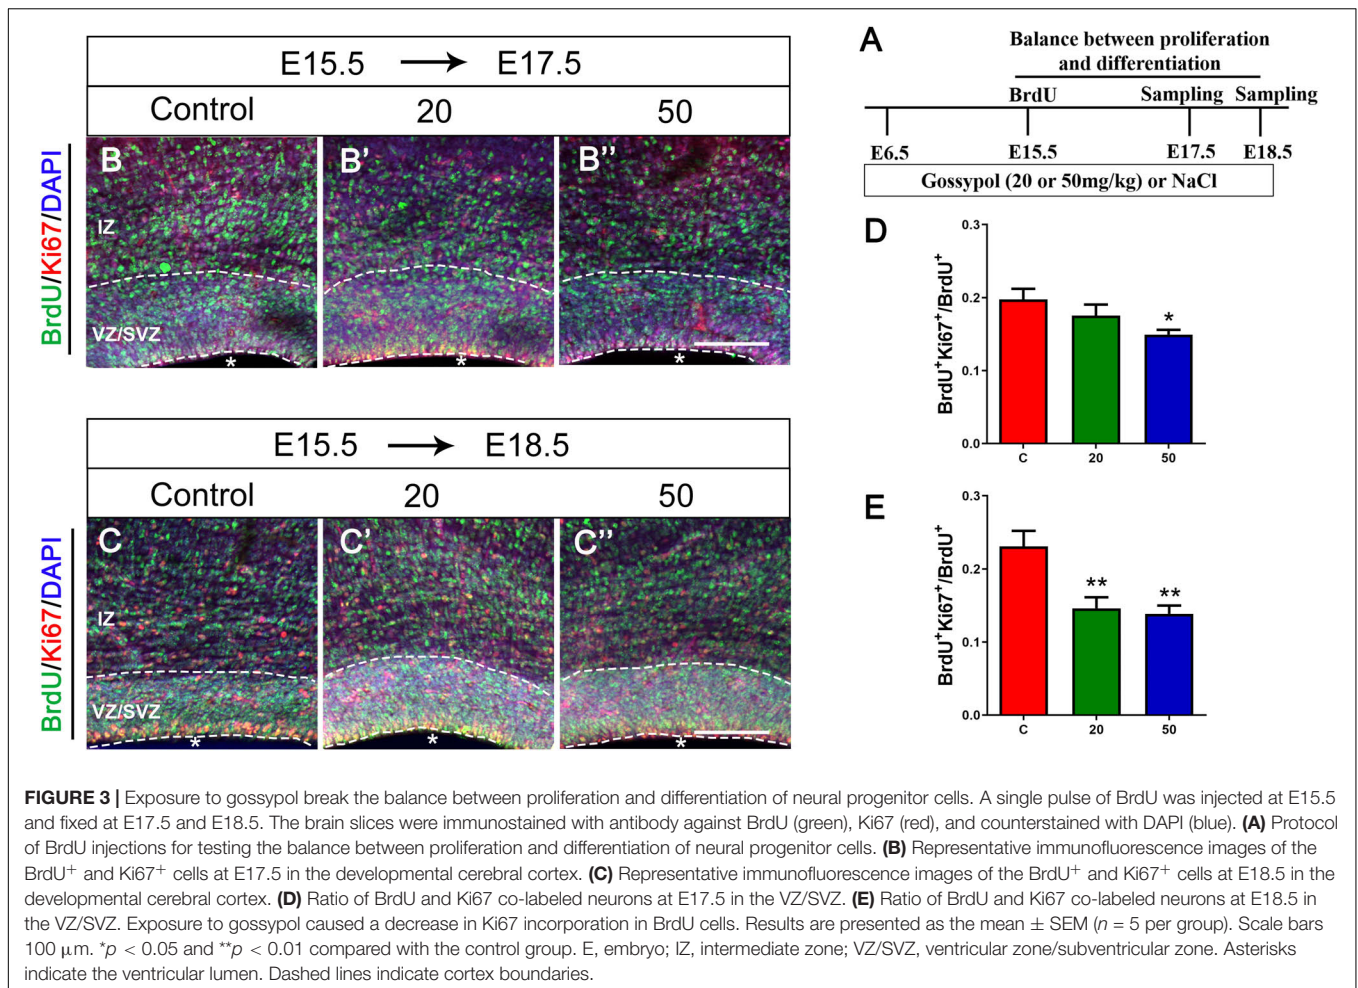 E15.5 → E17.5
Control 20 50
BrdU/Ki67/DAPI
B
B'
B''
IZ
VZ/SVZ
*
*
*
E15.5 → E18.5
Control 20 50
BrdU/Ki67/DAPI
C
C'
C''
IZ
VZ/SVZ
*
*
*
A
Balance between proliferation
and differentiation
BrdU Sampling Sampling
E6.5 E15.5 E17.5 E18.5
Gossypol (20 or 50mg/kg) or NaCl
D
BrdU⁺Ki67⁺/BrdU⁺
0.3
0.2
0.1
0.0
*
C 20 50
E
BrdU⁺Ki67⁺/BrdU⁺
0.3
0.2
0.1
0.0
**
**
C 20 50
FIGURE 3 | Exposure to gossypol break the balance between proliferation and differentiation of neural progenitor cells. A single pulse of BrdU was injected at E15.5
and fixed at E17.5 and E18.5. The brain slices were immunostained with antibody against BrdU (green), Ki67 (red), and counterstained with DAPI (blue). (A) Protocol
of BrdU injections for testing the balance between proliferation and differentiation of neural progenitor cells. (B) Representative immunofluorescence images of the
BrdU⁺ and Ki67⁺ cells at E17.5 in the developmental cerebral cortex. (C) Representative immunofluorescence images of the BrdU⁺ and Ki67⁺ cells at E18.5 in the
developmental cerebral cortex. (D) Ratio of BrdU and Ki67 co-labeled neurons at E17.5 in the VZ/SVZ. (E) Ratio of BrdU and Ki67 co-labeled neurons at E18.5 in
the VZ/SVZ. Exposure to gossypol caused a decrease in Ki67 incorporation in BrdU cells. Results are presented as the mean ± SEM (n = 5 per group). Scale bars
100 μm. *p < 0.05 and **p < 0.01 compared with the control group. E, embryo; IZ, intermediate zone; VZ/SVZ, ventricular zone/subventricular zone. Asterisks
indicate the ventricular lumen. Dashed lines indicate cortex boundaries.